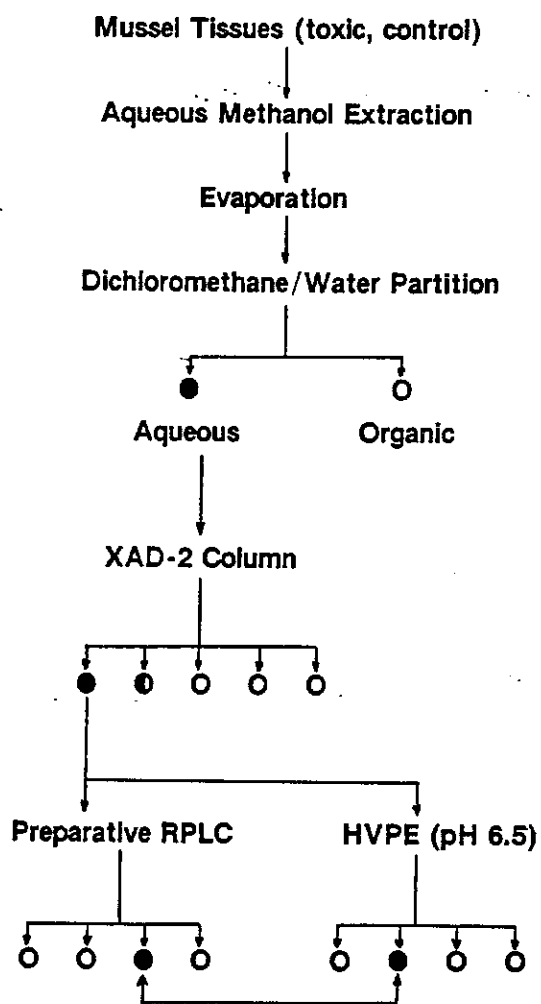 Mussel Tissues (toxic, control)
Aqueous Methanol Extraction
Evaporation
Dichloromethane/Water Partition
Aqueous Organic
XAD-2 Column
Preparative RPLC HVPE (pH 6.5)